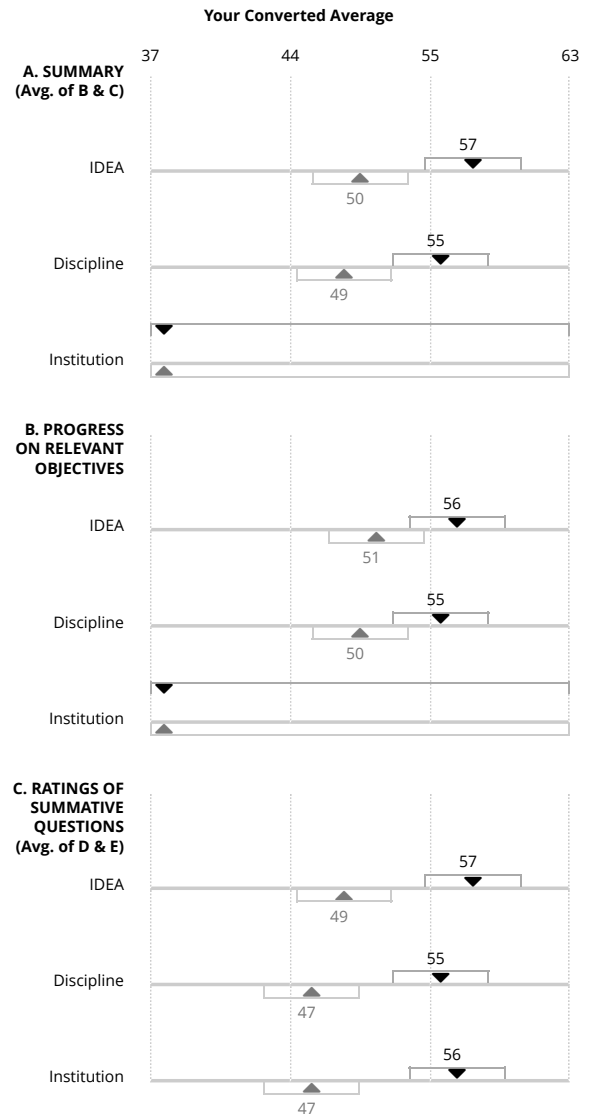 Your Converted Average
37 44 55 63
A. SUMMARY
(Avg. of B & C)
57
IDEA
50
55
Discipline
49
Institution
B. PROGRESS
ON RELEVANT
OBJECTIVES
56
IDEA
51
55
Discipline
50
Institution
C. RATINGS OF
SUMMATIVE
QUESTIONS
(Avg. of D & E)
57
IDEA
49
55
Discipline
47
56
Institution
47